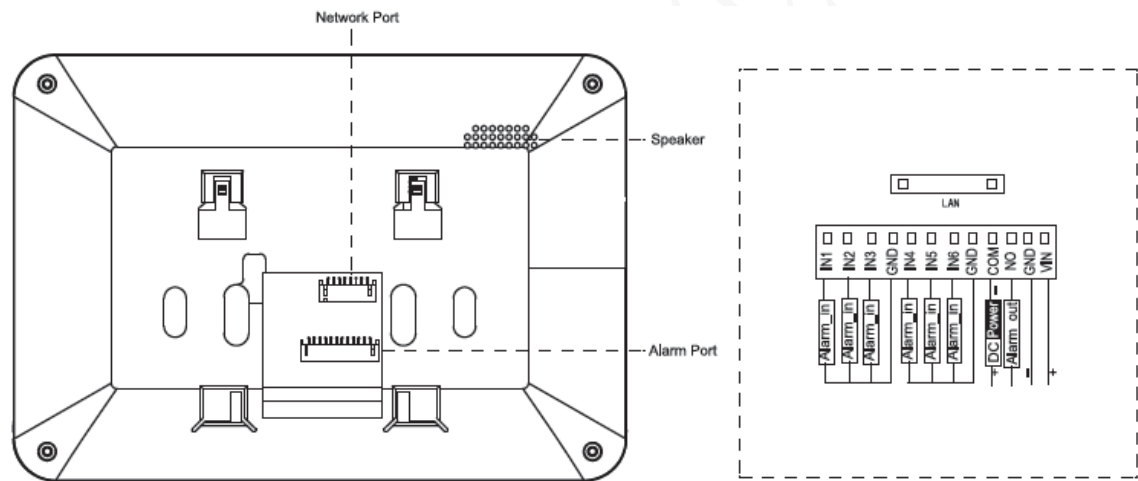 Network Port
Speaker
Alarm Port
LAN
IN1 IN2 IN3 GND IN4 IN5 IN6 GND COM NO GND VIN
Alarm_in Alarm_in Alarm_in Alarm_in Alarm_in Alarm_in DC Power Alarm_out
+ - - +